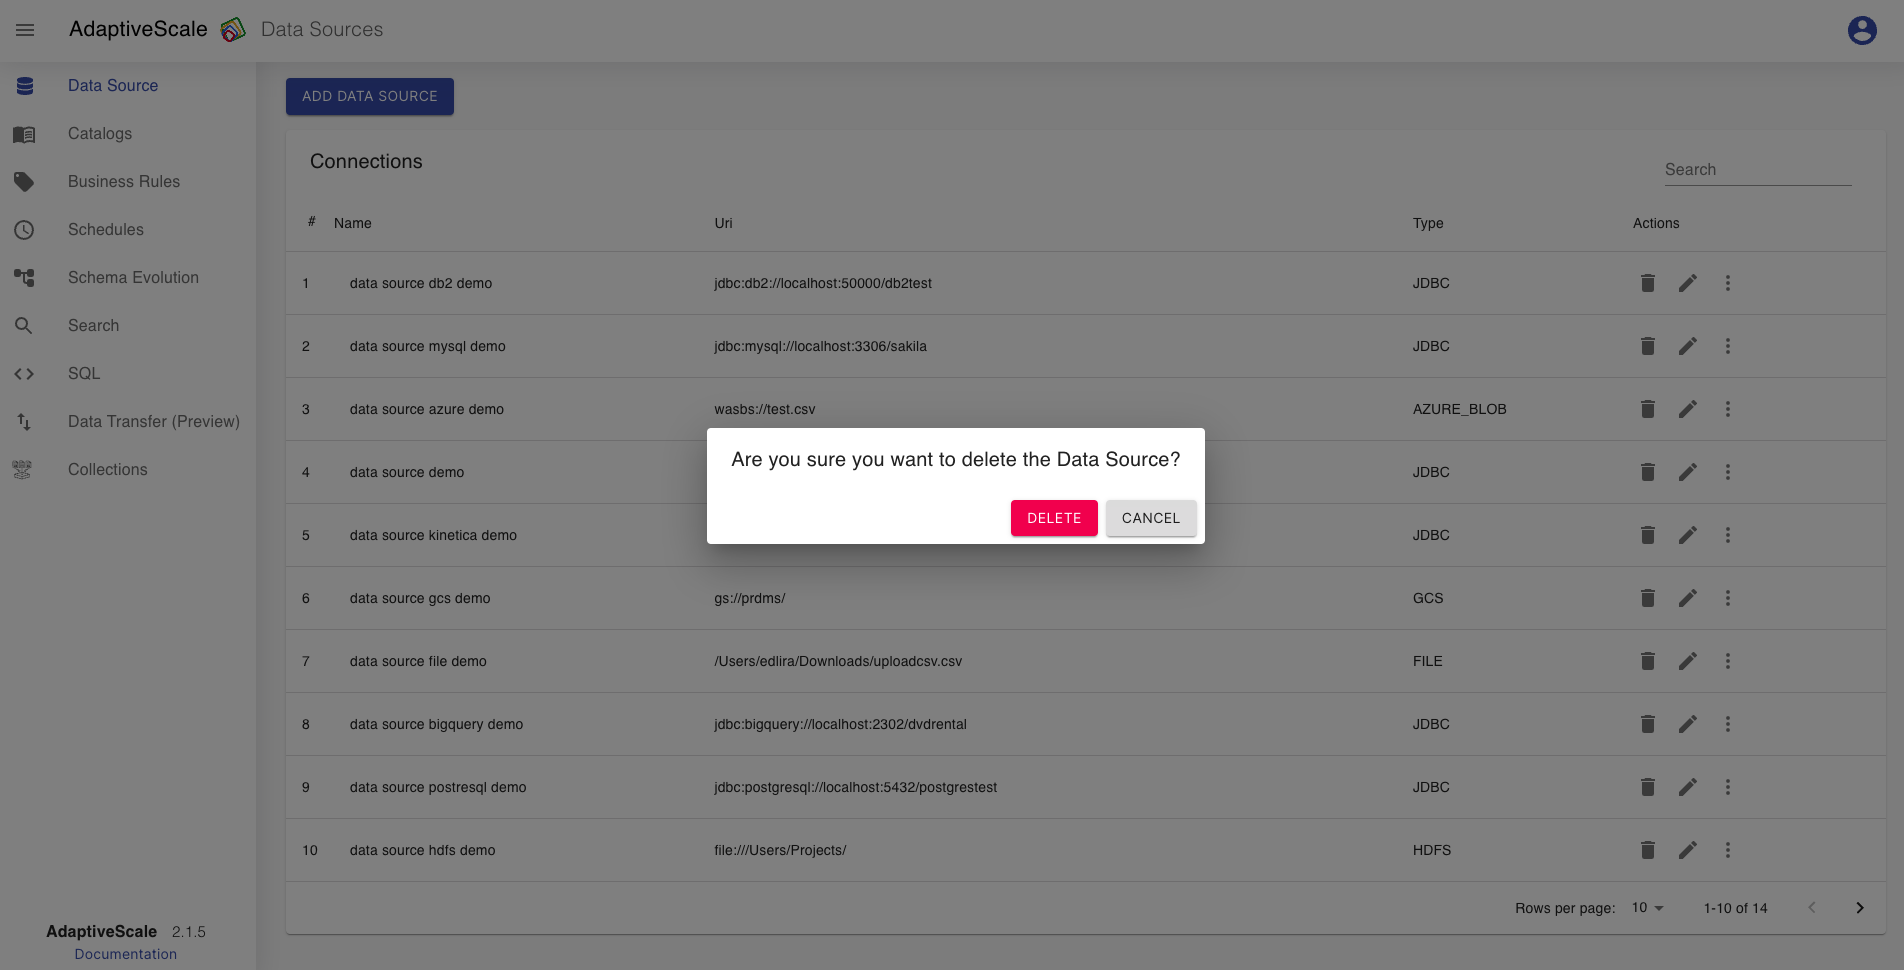 AdaptiveScale Data Sources
Data Source
Catalogs
Business Rules
Schedules
Schema Evolution
Search
SQL
Data Transfer (Preview)
Collections
AdaptiveScale 2.1.5
Documentation
ADD DATA SOURCE
Connections
Search
# Name Uri Type Actions
1 data source db2 demo jdbc:db2://localhost:50000/db2test JDBC
2 data source mysql demo jdbc:mysql://localhost:3306/sakila JDBC
3 data source azure demo wasbs://test.csv AZURE_BLOB
4 data source demo JDBC
5 data source kinetica demo JDBC
6 data source gcs demo gs://prdms/ GCS
7 data source file demo /Users/edlira/Downloads/uploadcsv.csv FILE
8 data source bigquery demo jdbc:bigquery://localhost:2302/dvdrental JDBC
9 data source postresql demo jdbc:postgresql://localhost:5432/postgrestest JDBC
10 data source hdfs demo file:///Users/Projects/ HDFS
Rows per page: 10 1-10 of 14
Are you sure you want to delete the Data Source?
DELETE CANCEL